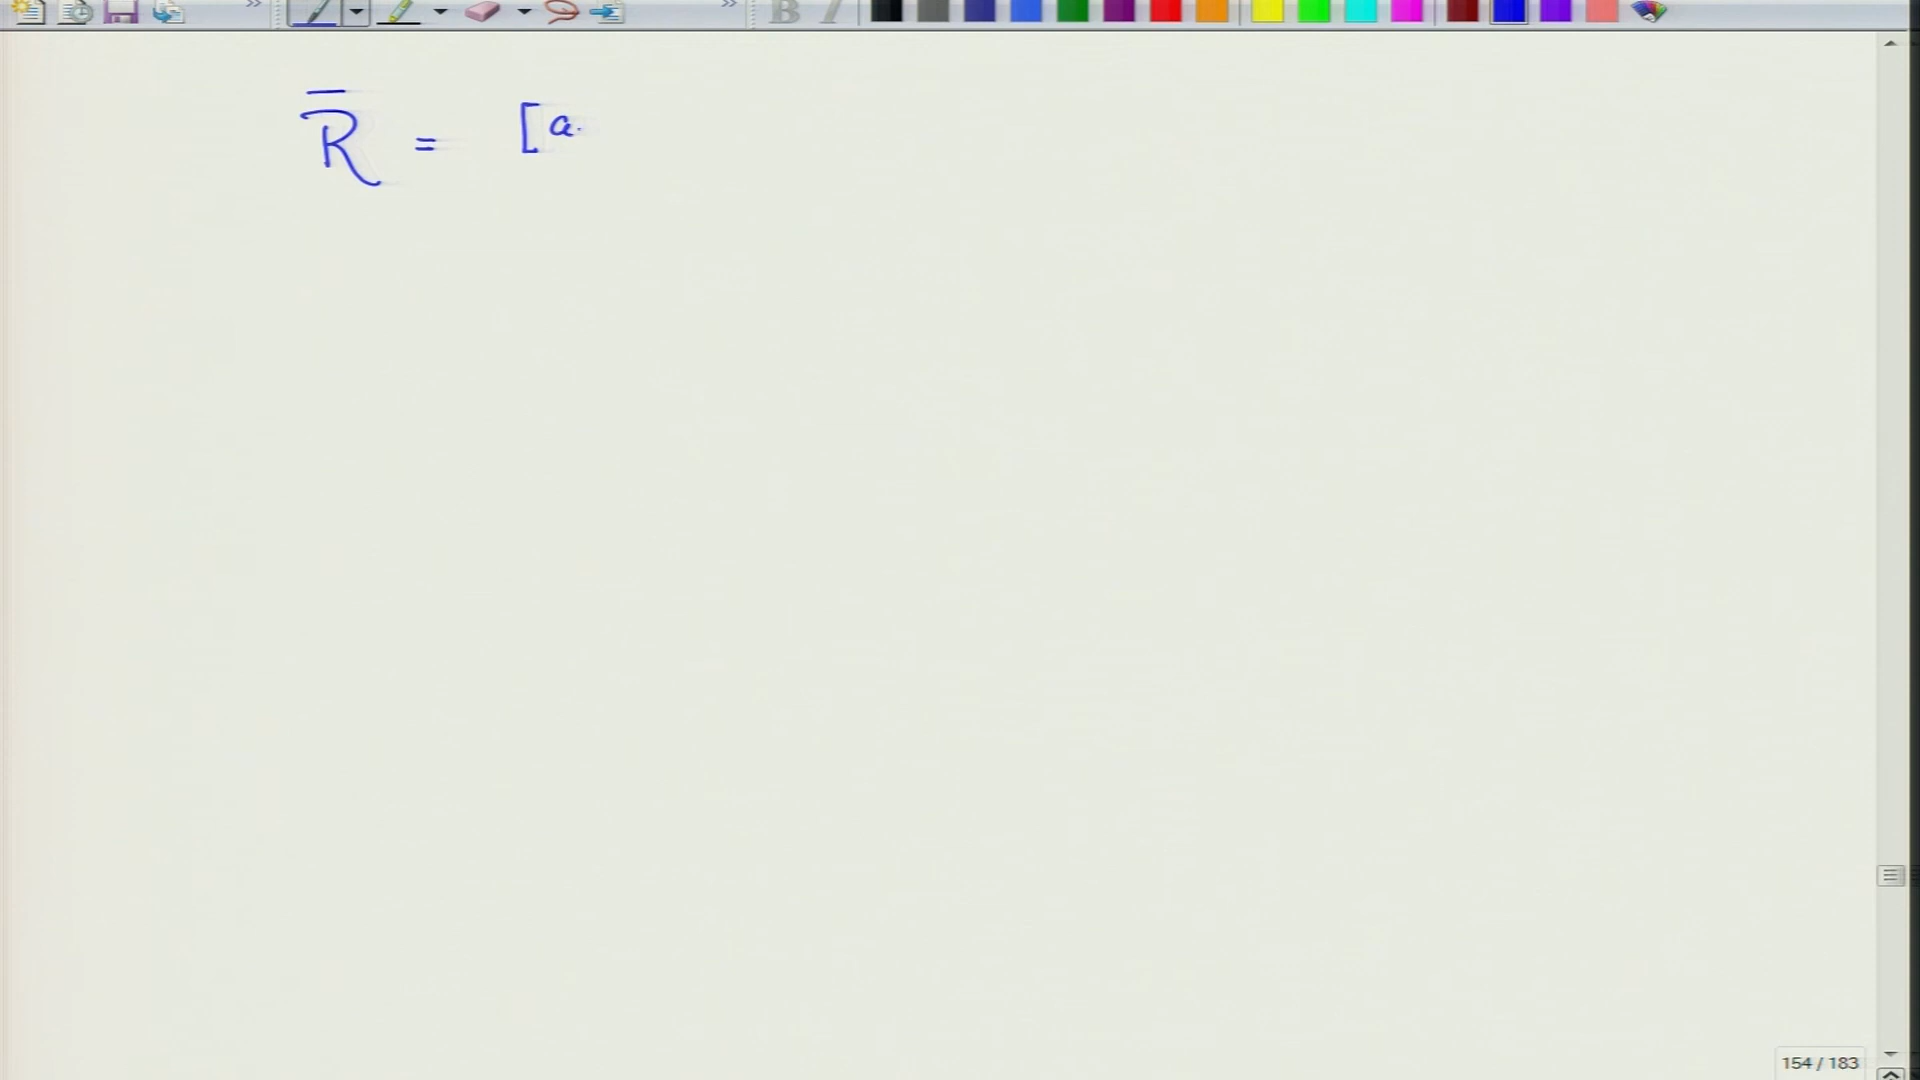 B I
R̅ = [a.
154 / 183